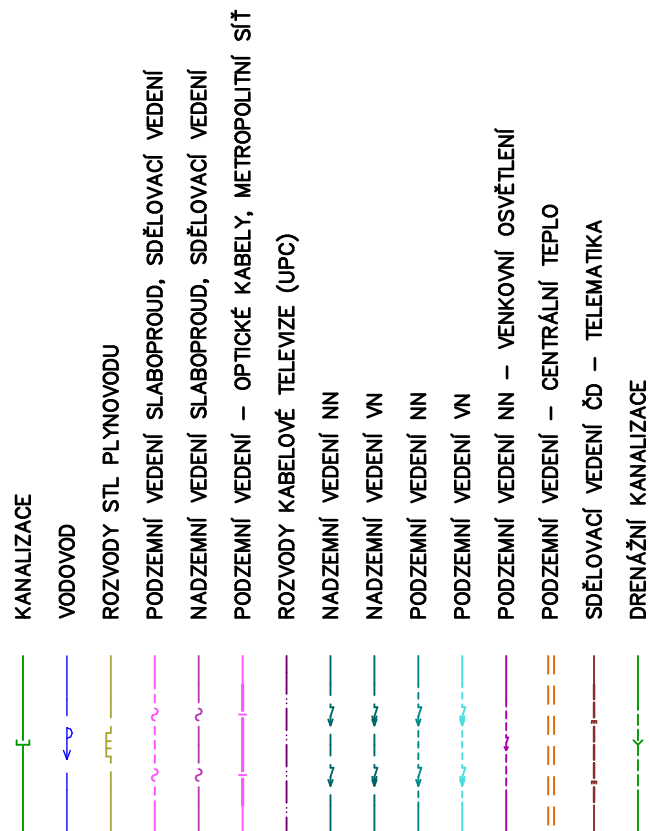 KANALIZACE
VODOVOD
ROZVODY STL PLYNOVODU
PODZEMNÍ VEDENÍ SLABOPROUD, SDĚLOVACÍ VEDENÍ
NADZEMNÍ VEDENÍ SLABOPROUD, SDĚLOVACÍ VEDENÍ
PODZEMNÍ VEDENÍ – OPTICKÉ KABELY, METROPOLITNÍ SÍŤ
ROZVODY KABELOVÉ TELEVIZE (UPC)
NADZEMNÍ VEDENÍ NN
NADZEMNÍ VEDENÍ VN
PODZEMNÍ VEDENÍ NN
PODZEMNÍ VEDENÍ VN
PODZEMNÍ VEDENÍ NN – VENKOVNÍ OSVĚTLENÍ
PODZEMNÍ VEDENÍ – CENTRÁLNÍ TEPLO
SDĚLOVACÍ VEDENÍ ČD – TELEMATIKA
DRENÁŽNÍ KANALIZACE